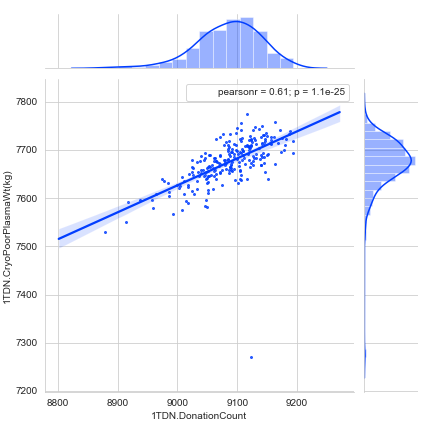 pearsonr = 0.61; p = 1.1e-25
7800
7700
7600
7500
7400
7300
7200
1TDN.CryoPoorPlasmaWt(kg)
8800 8900 9000 9100 9200
1TDN.DonationCount